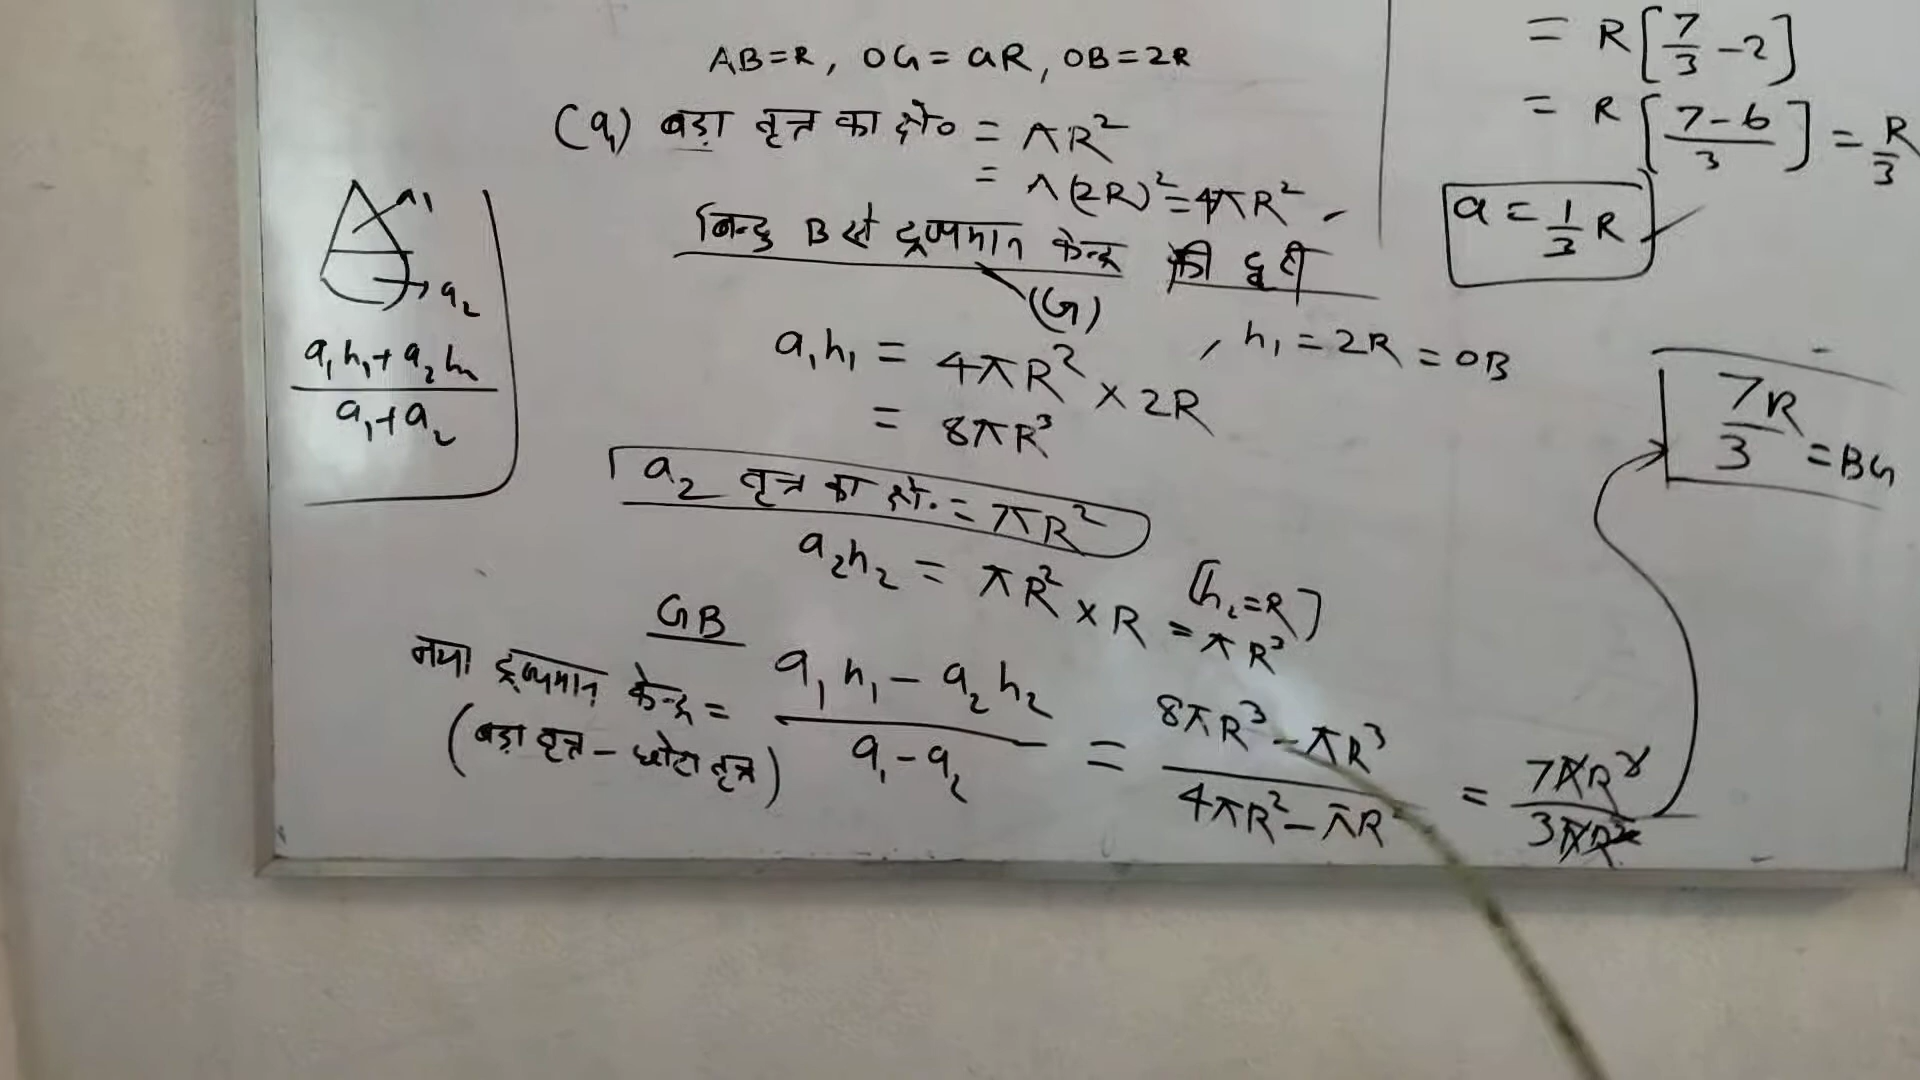 AB=R, OG=aR, OB=2R
(a₁) बड़ा वृत्त का क्षे० = πR²
= π(2R)² = 4πR²
बिन्दु B से द्रव्यमान केन्द्र की दूरी
(G)
a₁h₁ = 4πR² × 2R , h₁ = 2R = OB
= 8πR³
a₂ वृत्त का क्षे. = πR²
a₂h₂ = πR² × R = πR³ [h₂=R]
GB
नया द्रव्यमान केन्द्र = (a₁h₁ - a₂h₂)/(a₁ - a₂) = (8πR³ - πR³)/(4πR² - πR²) = 7πR³/3πR²
(बड़ा वृत्त - छोटा वृत्त)
a₁
a₂
(a₁h₁ + a₂h₂)/(a₁ + a₂)
= R[7/3 - 2]
= R[(7-6)/3] = R/3
a = 1/3 R
7R/3 = BG